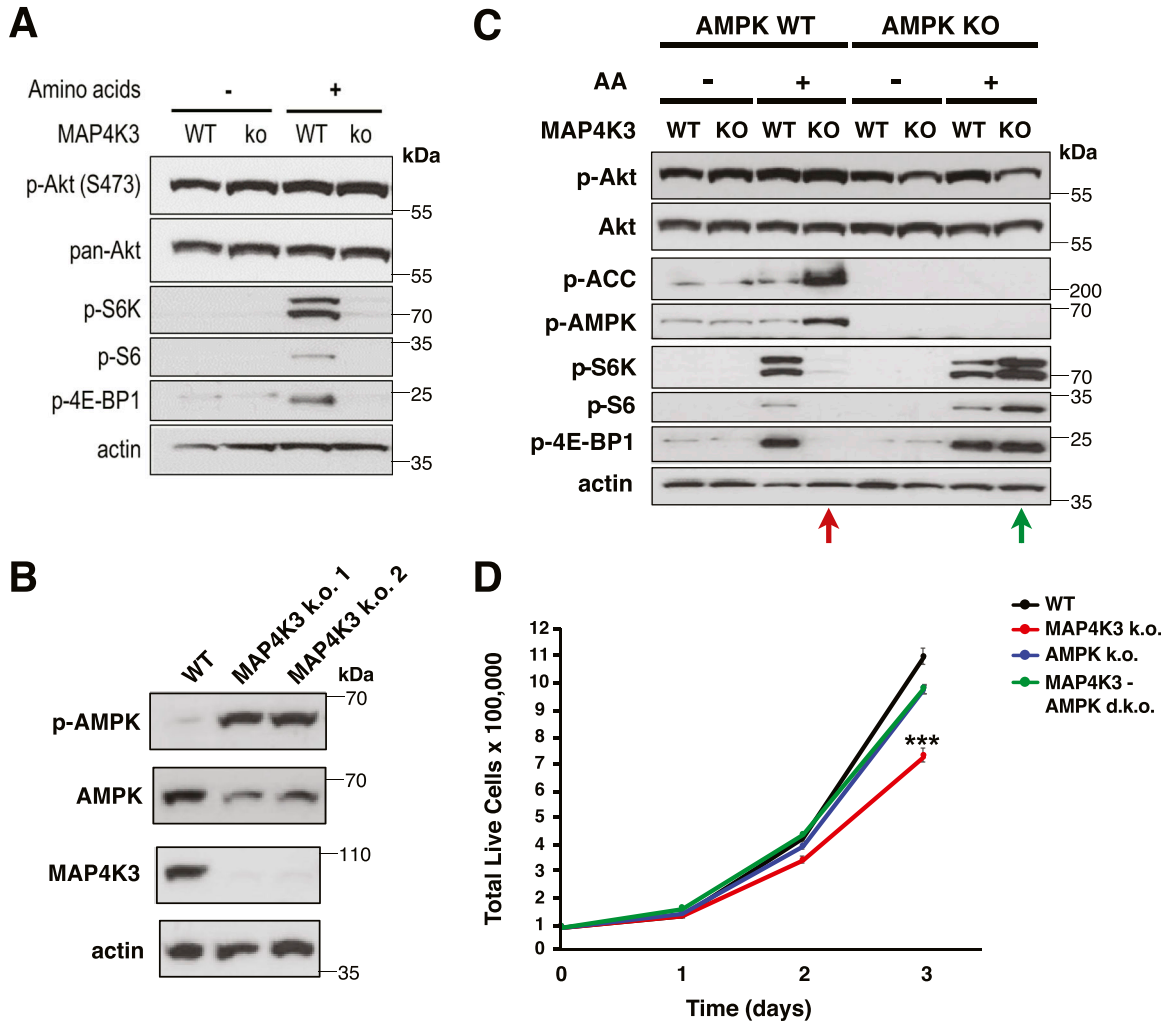 A
Amino acids - +
MAP4K3 WT ko WT ko
kDa
p-Akt (S473)
55
pan-Akt
55
p-S6K
70
p-S6
35
p-4E-BP1
25
actin
35
B
WT
MAP4K3 k.o. 1
MAP4K3 k.o. 2
kDa
p-AMPK
70
AMPK
70
MAP4K3
110
actin
35
C
AMPK WT AMPK KO
AA - + - +
MAP4K3 WT KO WT KO WT KO WT KO
kDa
p-Akt
55
Akt
55
p-ACC
200
p-AMPK
70
p-S6K
70
p-S6
35
p-4E-BP1
25
actin
35
D
WT
MAP4K3 k.o.
AMPK k.o.
MAP4K3 -
AMPK d.k.o.
Total Live Cells x 100,000
12
11
10
9
8
7
6
5
4
3
2
1
0
***
0 1 2 3
Time (days)